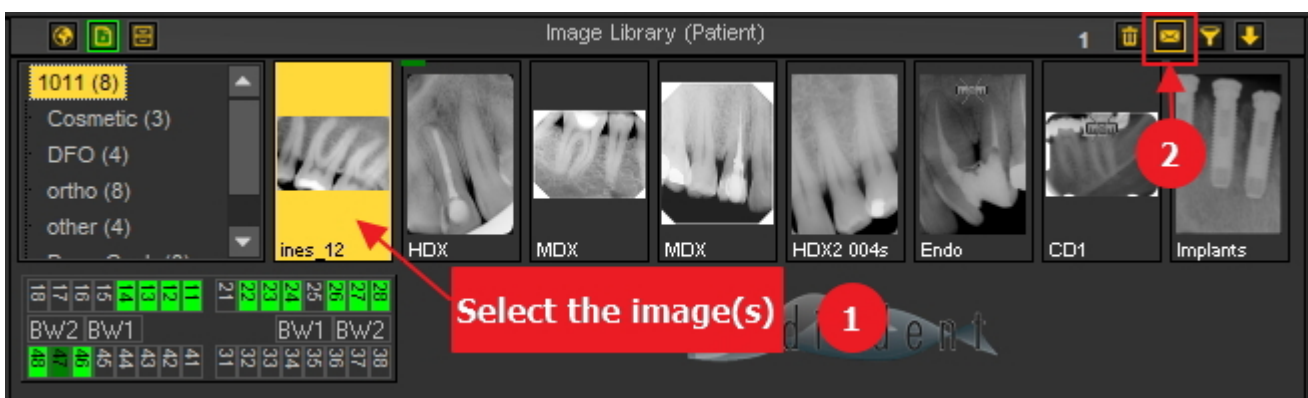 Image Library (Patient)
1
1011 (8)
Cosmetic (3)
DFO (4)
ortho (8)
other (4)
ines_12
HDX
MDX
MDX
HDX2 004s
Endo
CD1
Implants
mom
mom
2
Select the image(s)
1
18 17 16 15 14 13 12 11 21 22 23 24 25 26 27 28
BW2 BW1 BW1 BW2
48 47 46 45 44 43 42 41 31 32 33 34 35 36 37 38